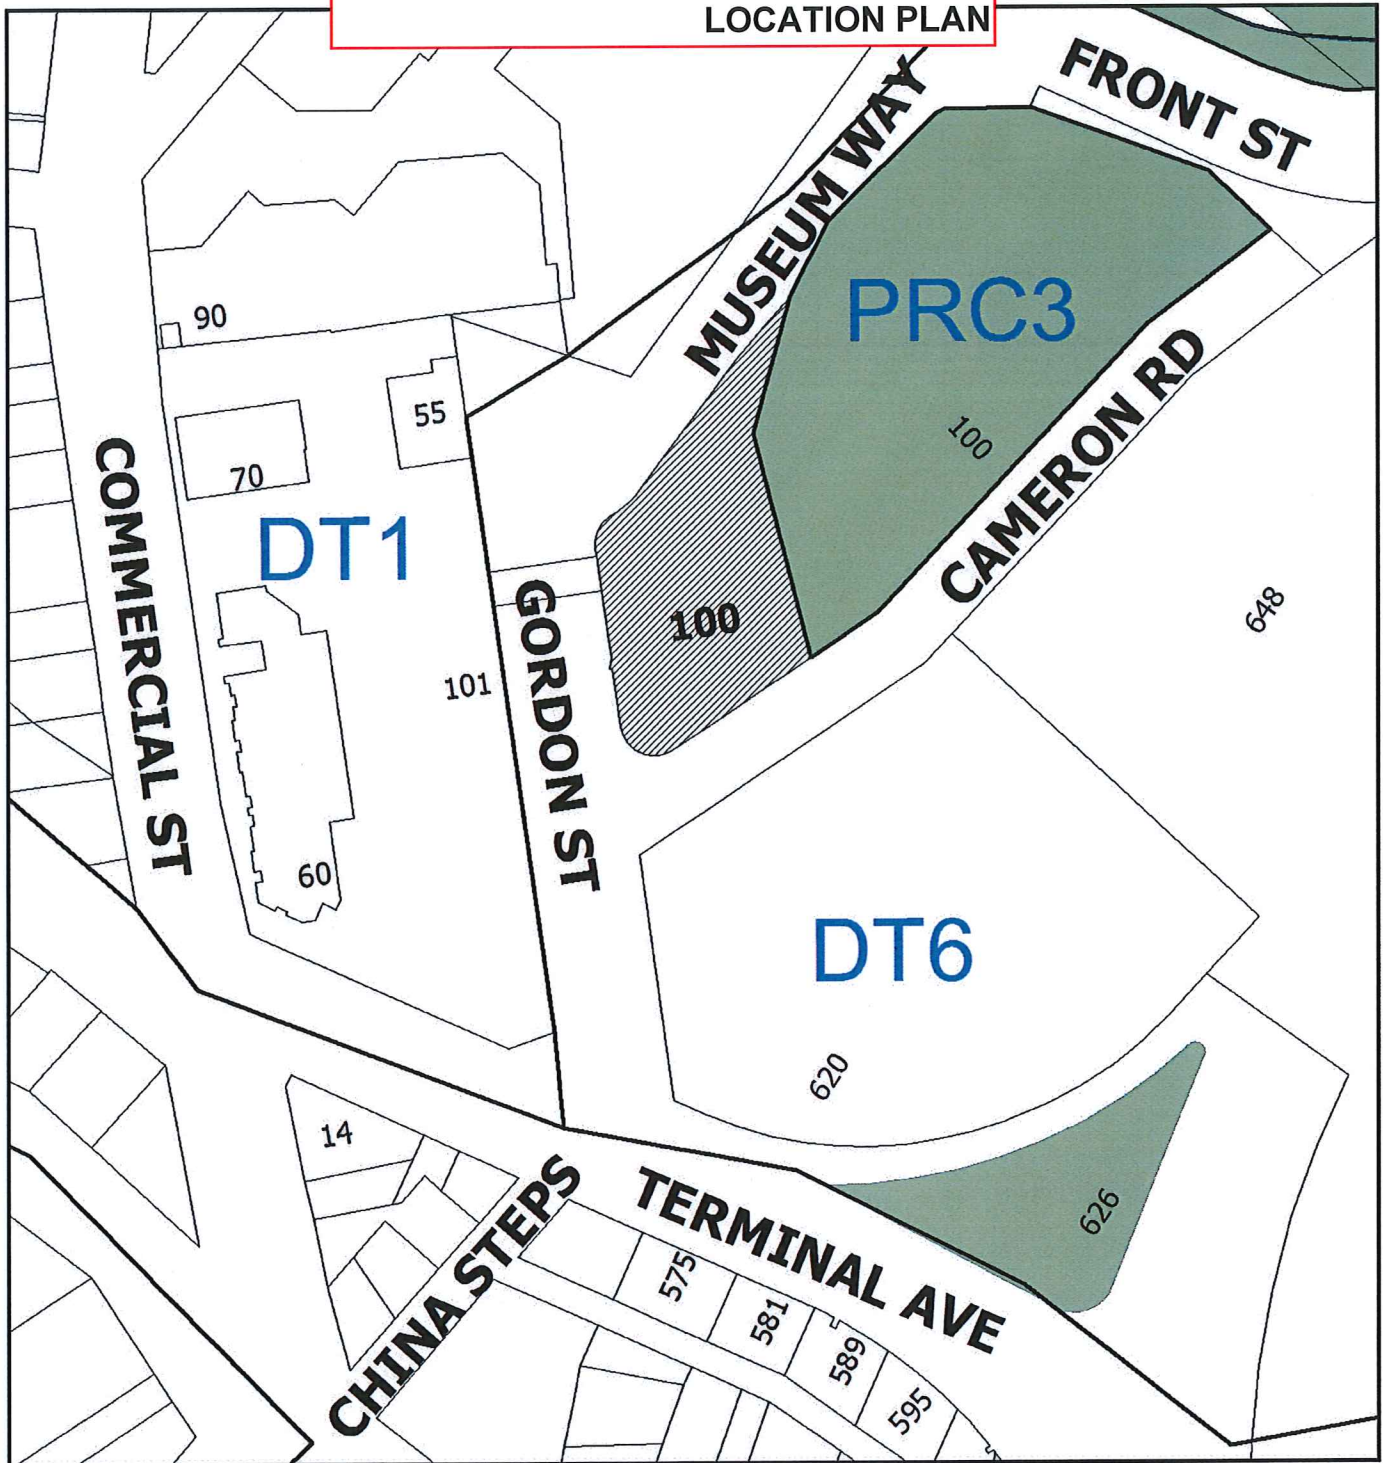 LOCATION PLAN
FRONT ST
MUSEUM WAY
PRC3
90
55
100
CAMERON RD
70
COMMERCIAL ST
DT1
GORDON ST
100
648
101
60
DT6
620
14
CHINA STEPS
TERMINAL AVE
626
575
581
589
595